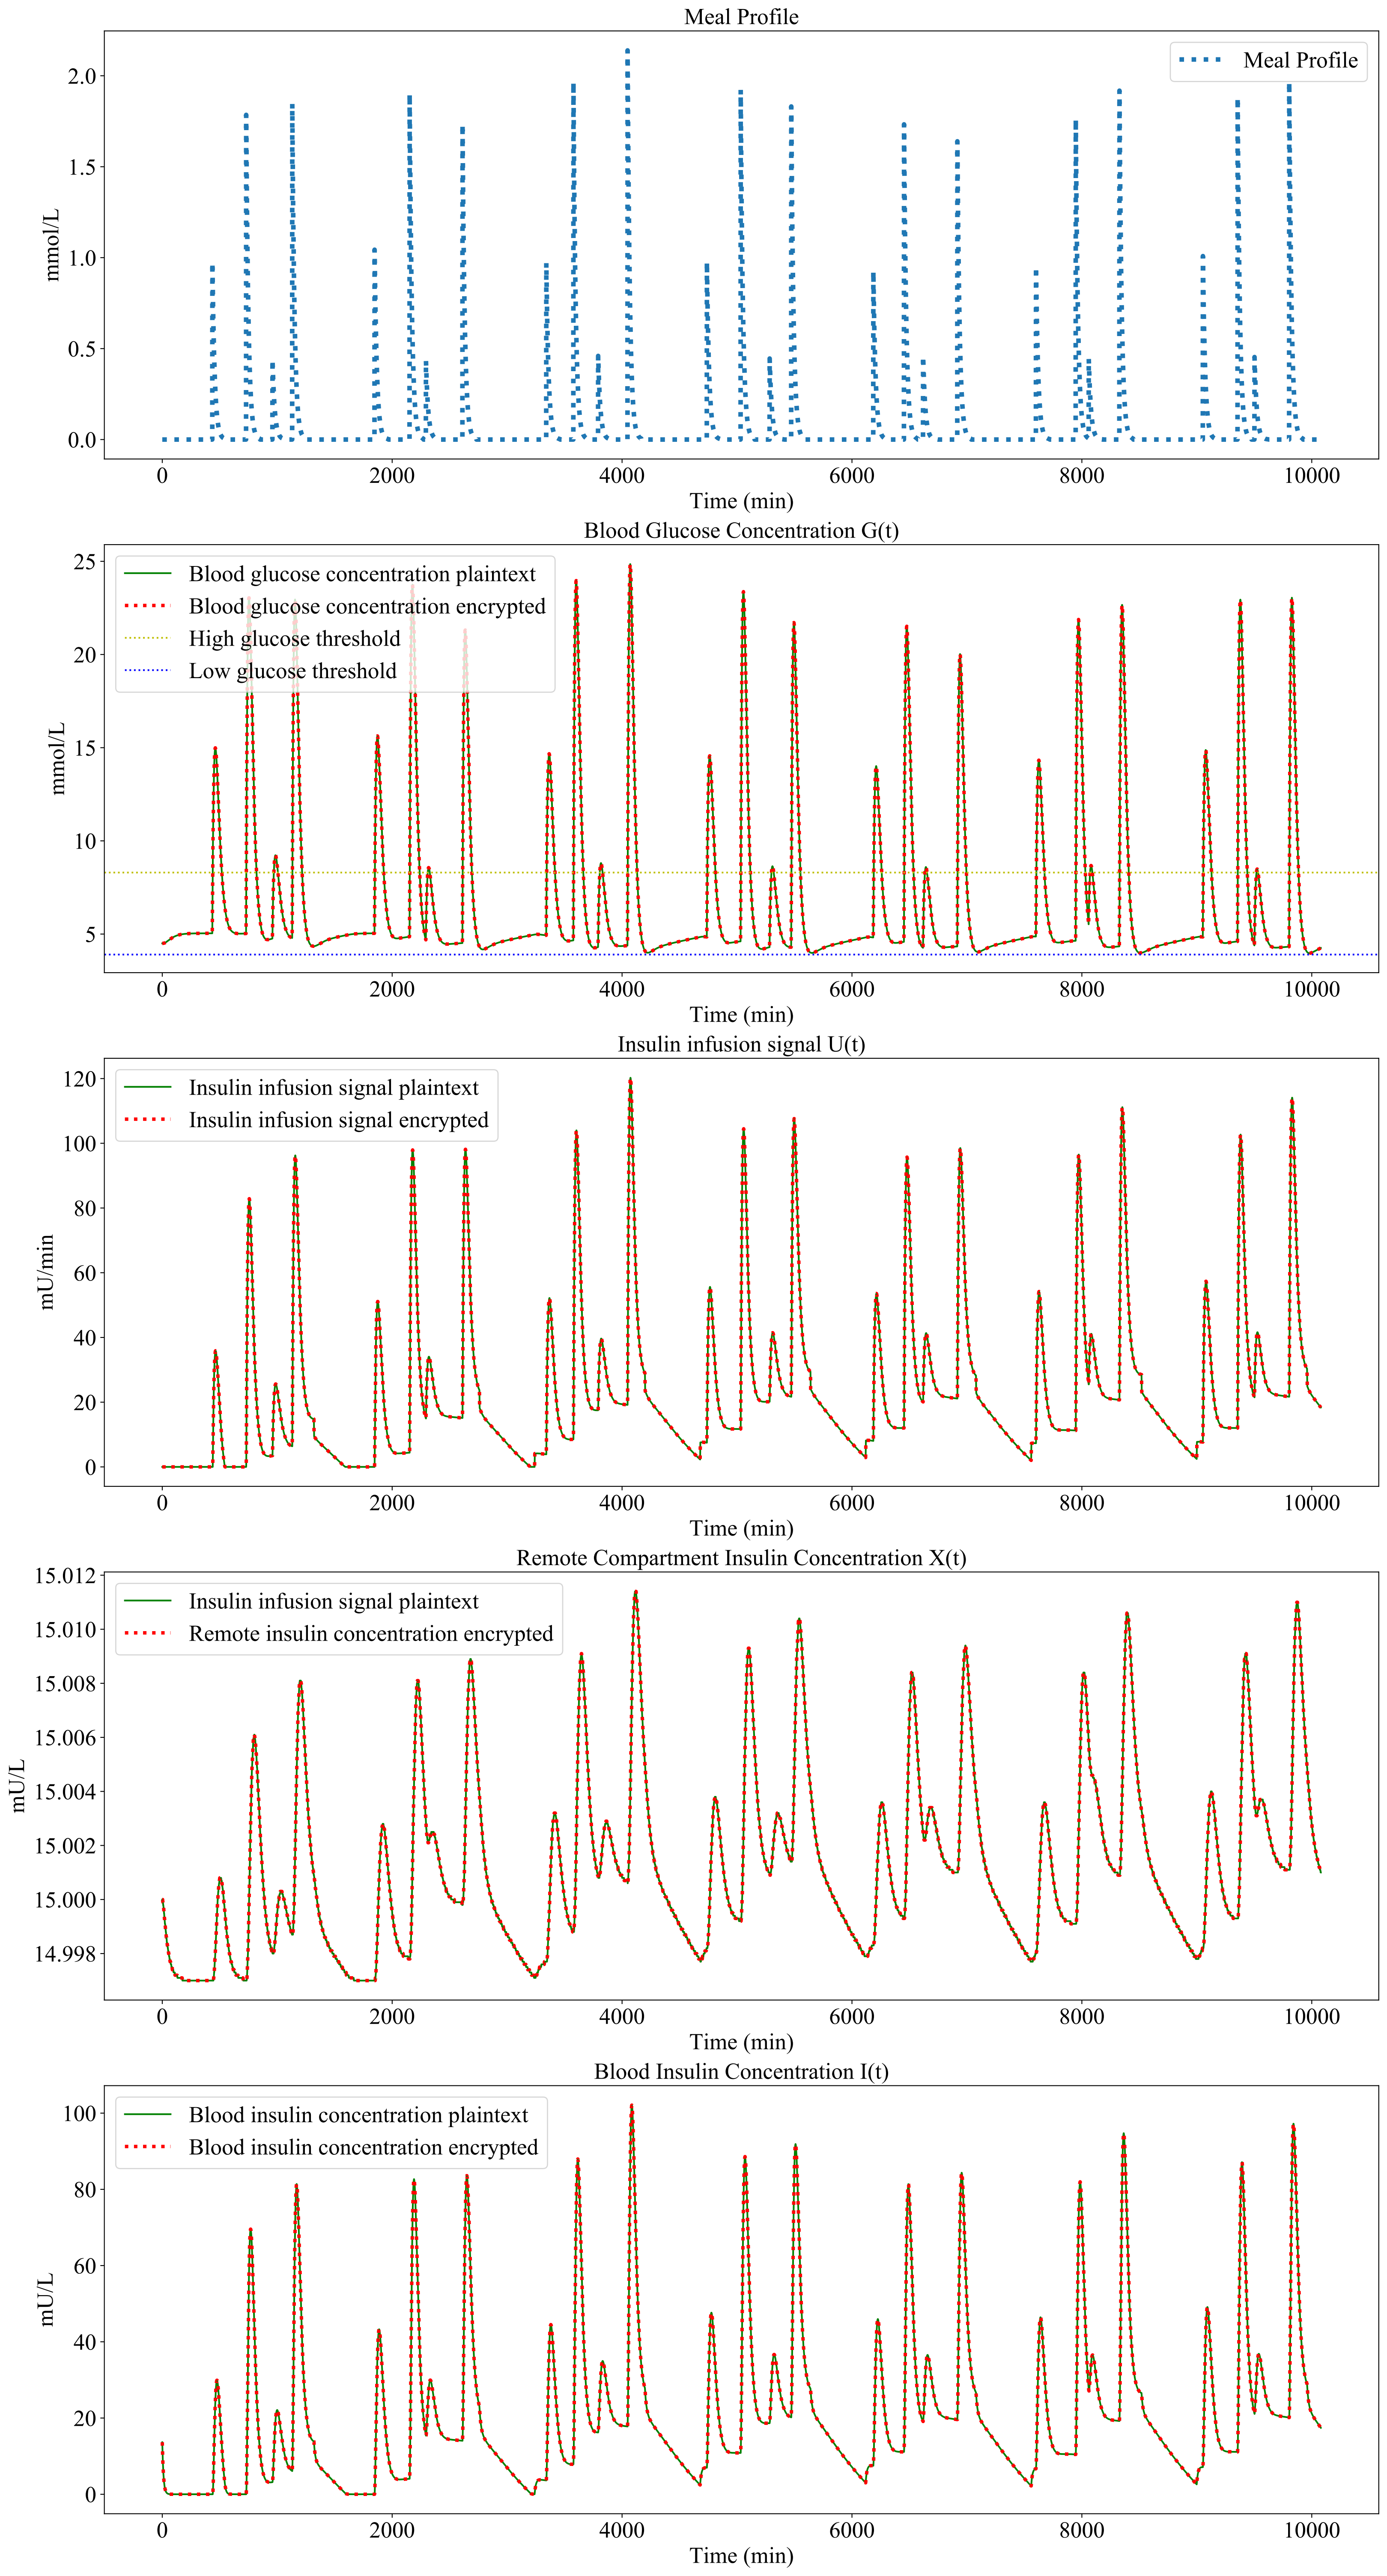 Meal Profile
2.0
1.5
1.0
0.5
0.0
mmol/L
Meal Profile
0 2000 4000 6000 8000 10000
Time (min)
Blood Glucose Concentration G(t)
25
20
15
10
5
mmol/L
Blood glucose concentration plaintext
Blood glucose concentration encrypted
High glucose threshold
Low glucose threshold
0 2000 4000 6000 8000 10000
Time (min)
Insulin infusion signal U(t)
120
100
80
60
40
20
0
mU/min
Insulin infusion signal plaintext
Insulin infusion signal encrypted
0 2000 4000 6000 8000 10000
Time (min)
Remote Compartment Insulin Concentration X(t)
15.012
15.010
15.008
15.006
15.004
15.002
15.000
14.998
mU/L
Insulin infusion signal plaintext
Remote insulin concentration encrypted
0 2000 4000 6000 8000 10000
Time (min)
Blood Insulin Concentration I(t)
100
80
60
40
20
0
mU/L
Blood insulin concentration plaintext
Blood insulin concentration encrypted
0 2000 4000 6000 8000 10000
Time (min)